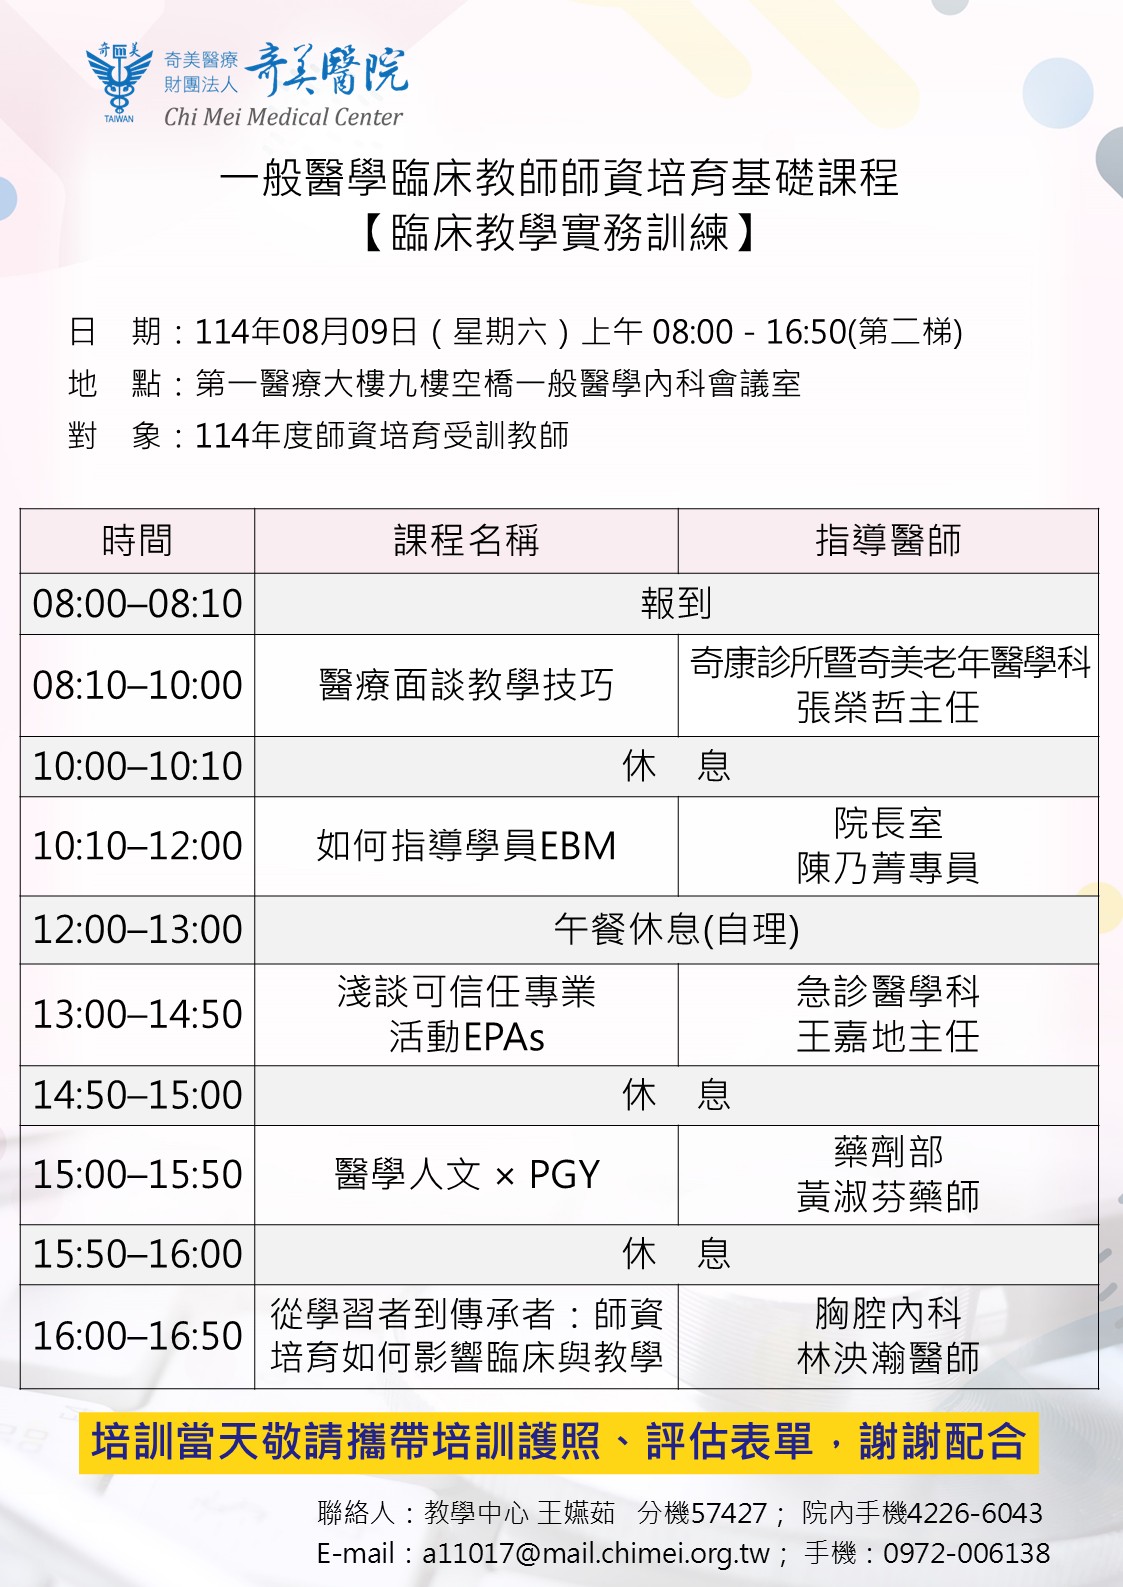 奇美
TAIWAN
奇美醫療
財團法人
奇美醫院
Chi Mei Medical Center
一般醫學臨床教師師資培育基礎課程
【臨床教學實務訓練】
日 期：114年08月09日（星期六）上午 08:00 - 16:50(第二梯)
地 點：第一醫療大樓九樓空橋一般醫學內科會議室
對 象：114年度師資培育受訓教師
時間 課程名稱 指導醫師
08:00–08:10 報到
08:10–10:00 醫療面談教學技巧 奇康診所暨奇美老年醫學科
張榮哲主任
10:00–10:10 休 息
10:10–12:00 如何指導學員EBM 院長室
陳乃菁專員
12:00–13:00 午餐休息(自理)
13:00–14:50 淺談可信任專業 急診醫學科
活動EPAs 王嘉地主任
14:50–15:00 休 息
15:00–15:50 醫學人文 × PGY 藥劑部
黃淑芬藥師
15:50–16:00 休 息
16:00–16:50 從學習者到傳承者：師資 胸腔內科
培育如何影響臨床與教學 林泱瀚醫師
培訓當天敬請攜帶培訓護照、評估表單，謝謝配合
聯絡人：教學中心 王嬿茹 分機57427； 院內手機4226-6043
E-mail：a11017@mail.chimei.org.tw； 手機：0972-006138